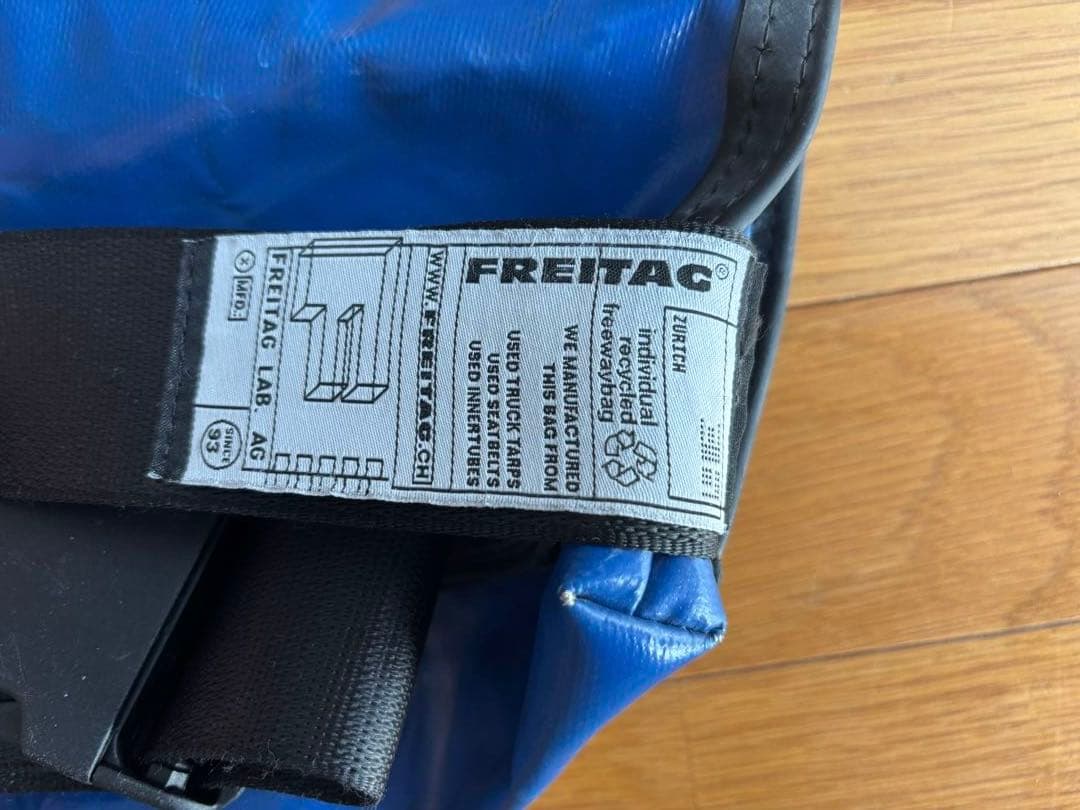 FREITAG®
ZÜRICH
individual
recycled
freewaybag
WE MANUFACTURED
THIS BAG FROM
USED TRUCK TARPS
USED SEATBELTS
USED INNERTUBES
WWW.FREITAG.CH
FREITAG LAB. AG
MFD.
SINCE
93